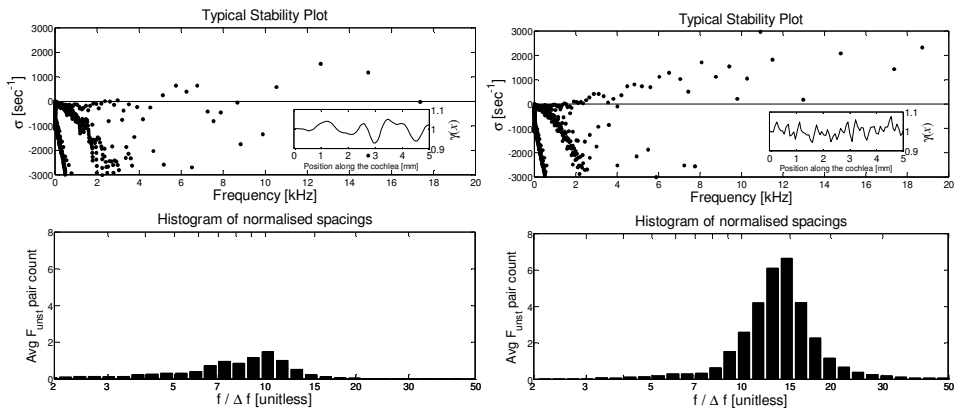 Typical Stability Plot
3000
2000
1000
0
-1000
-2000
-3000
σ [sec⁻¹]
1.1
1
0.9
γ(x)
0 1 2 3 4 5
Position along the cochlea [mm]
0 2 4 6 8 10 12 14 16 18 20
Frequency [kHz]
Typical Stability Plot
3000
2000
1000
0
-1000
-2000
-3000
σ [sec⁻¹]
1.1
1
0.9
γ(x)
0 1 2 3 4 5
Position along the cochlea [mm]
0 2 4 6 8 10 12 14 16 18 20
Frequency [kHz]
Histogram of normalised spacings
8
6
4
2
0
Avg F_unst pair count
2 3 5 7 10 15 20 30 50
f / Δ f [unitless]
Histogram of normalised spacings
8
6
4
2
0
Avg F_unst pair count
2 3 5 7 10 15 20 30 50
f / Δ f [unitless]